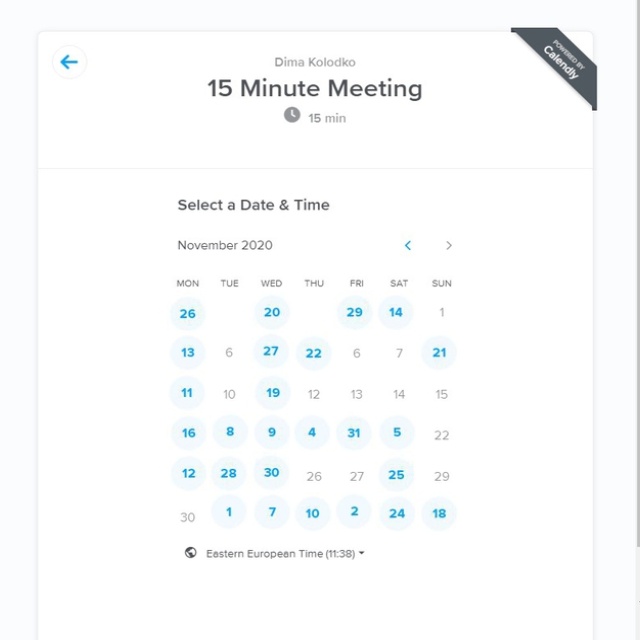 POWERED BY
Calendly
Dima Kolodko
15 Minute Meeting
15 min
Select a Date & Time
November 2020
MON TUE WED THU FRI SAT SUN
26 20 29 14 1
13 6 27 22 6 7 21
11 10 19 12 13 14 15
16 8 9 4 31 5 22
12 28 30 26 27 25 29
30 1 7 10 2 24 18
Eastern European Time (11:38)